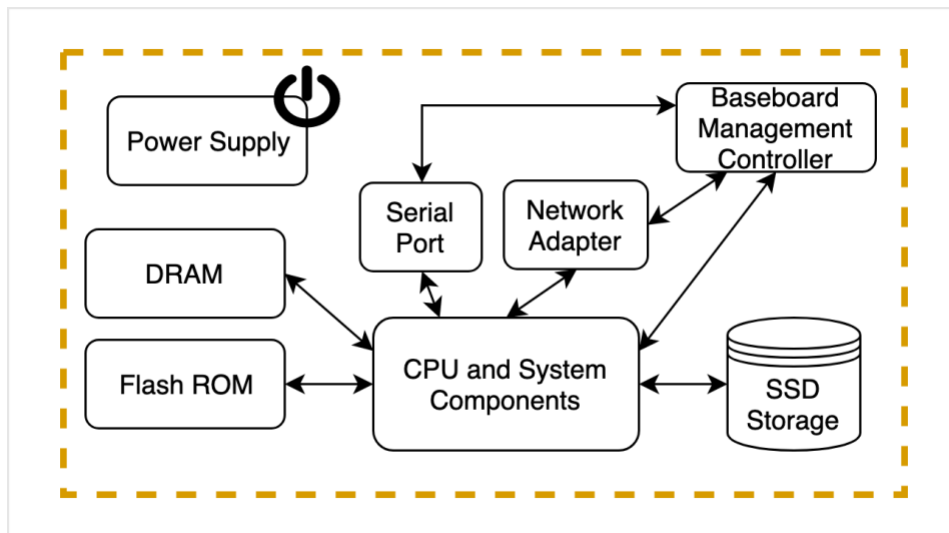 Power Supply
Baseboard
Management
Controller
Serial
Port
Network
Adapter
DRAM
Flash ROM
CPU and System
Components
SSD
Storage